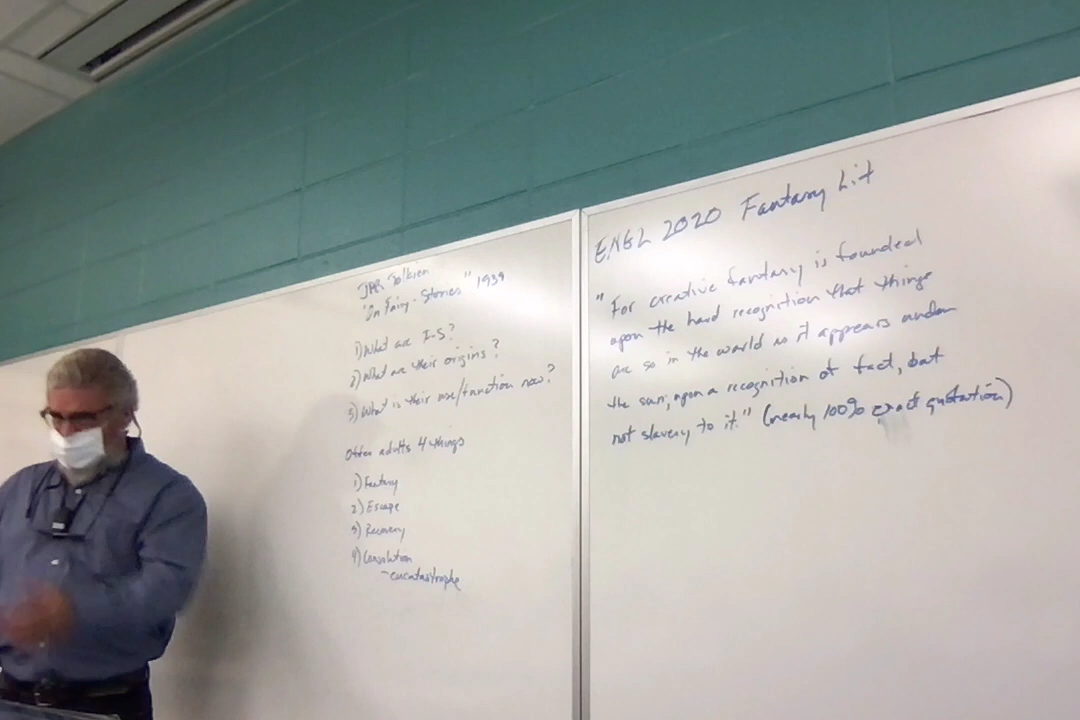 JRR Tolkien
"On Fairy-Stories" 1939
1) What are F-S?
2) What are their origins?
3) What is their use/function now?
Offer adults 4 things
1) Fantasy
2) Escape
3) Recovery
4) Consolation
- eucatastrophe
ENGL 2020 Fantasy Lit
"For creative fantasy is founded
upon the hard recognition that things
are so in the world as it appears under
the sun; upon a recognition of fact, but
not slavery to it." (nearly 100% exact quotation)